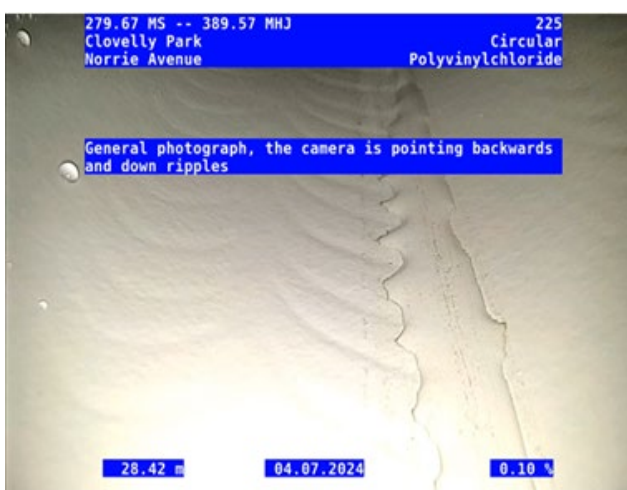 279.67 MS -- 389.57 MHJ 225
Clovelly Park Circular
Norrie Avenue Polyvinylchloride
General photograph, the camera is pointing backwards
and down ripples
28.42 m 04.07.2024 0.10 %